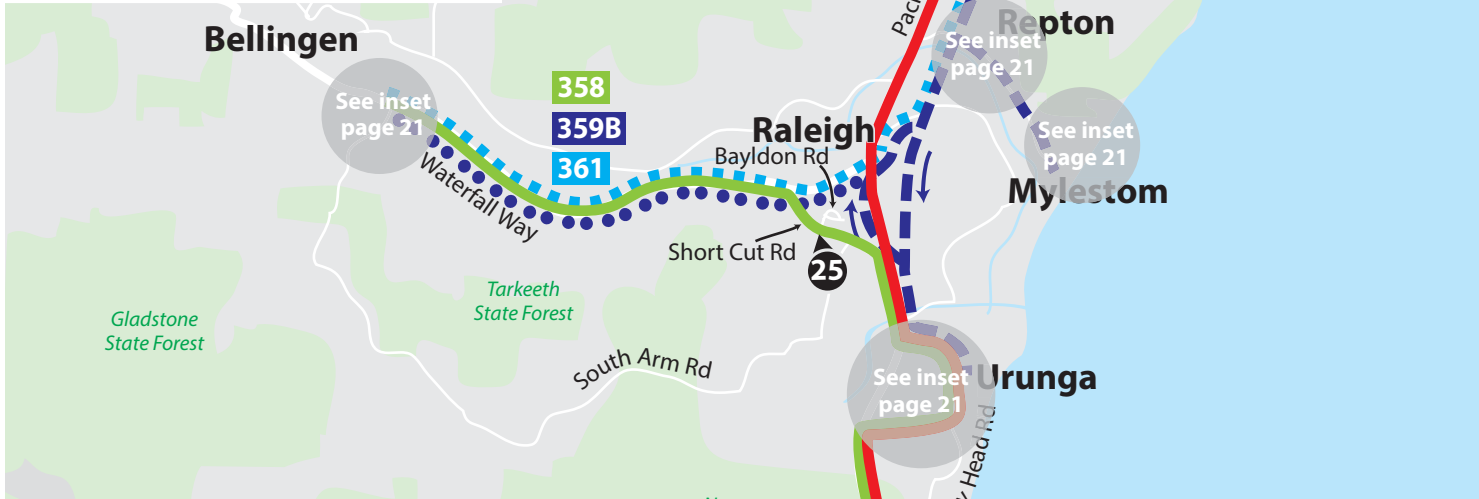 Bellingen
See inset
page 21
358
359B
361
Raleigh
Bayldon Rd
Short Cut Rd
25
Waterfall Way
Repton
See inset
page 21
See inset
page 21
Mylestom
Gladstone
State Forest
Tarkeeth
State Forest
South Arm Rd
See inset
page 21
Urunga
Head Rd